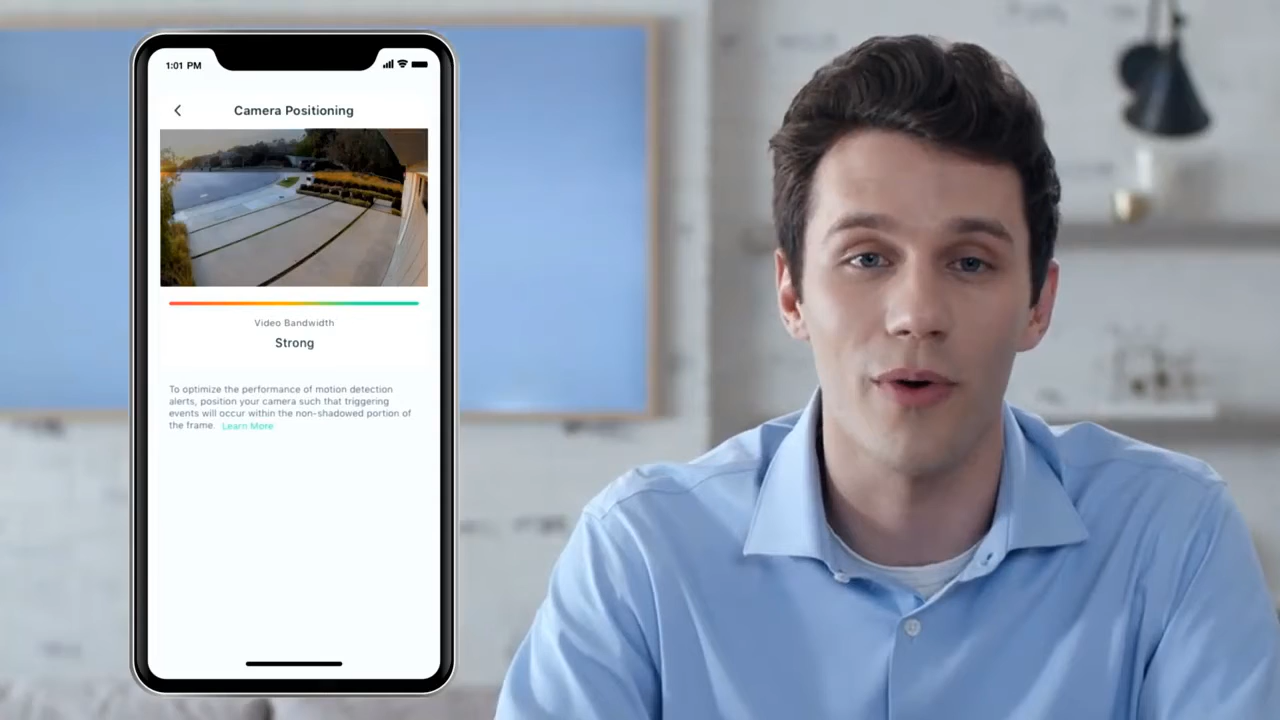 1:01 PM
Camera Positioning
Video Bandwidth
Strong
To optimize the performance of motion detection
alerts, position your camera such that triggering
events will occur within the non-shadowed portion of
the frame. Learn More